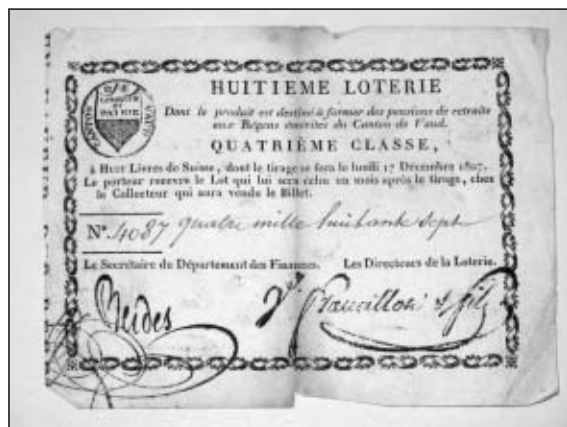 HUITIEME LOTERIE
LIBERTÉ ET PATRIE
CANTON VAUD
Dont le produit est destiné à former des pensions de retraite
aux Régens émérites du Canton de Vaud.
QUATRIÈME CLASSE,
à HUIT Livres de Suisse, dont le tirage se fera le lundi 17 Décembre 1807.
Le porteur recevra le Lot qui lui sera échu un mois après le tirage, chez
le Collecteur qui aura vendu le Billet.
N°. 4087 quatre mille huitante sept
Le Secrétaire du Département des Finances. Les Directeurs de la Loterie.